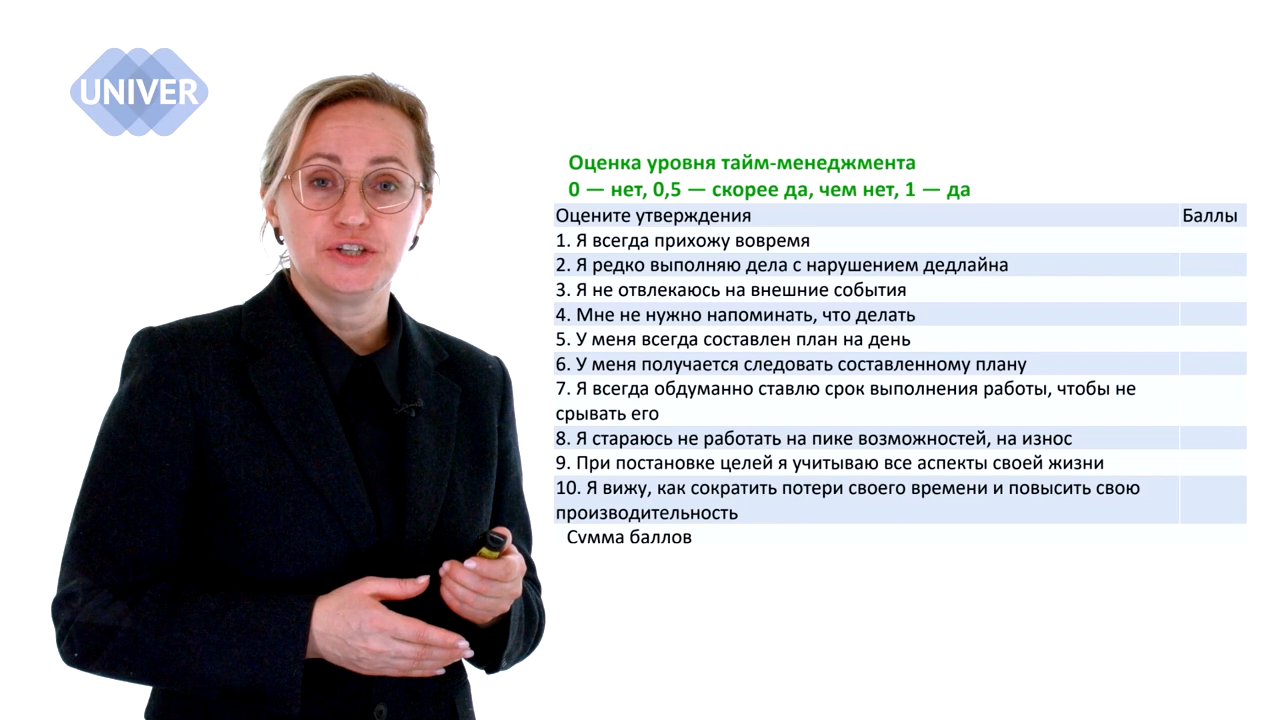 UNIVER
Оценка уровня тайм-менеджмента
0 — нет, 0,5 — скорее да, чем нет, 1 — да
Оцените утверждения Баллы
1. Я всегда прихожу вовремя
2. Я редко выполняю дела с нарушением дедлайна
3. Я не отвлекаюсь на внешние события
4. Мне не нужно напоминать, что делать
5. У меня всегда составлен план на день
6. У меня получается следовать составленному плану
7. Я всегда обдуманно ставлю срок выполнения работы, чтобы не
срывать его
8. Я стараюсь не работать на пике возможностей, на износ
9. При постановке целей я учитываю все аспекты своей жизни
10. Я вижу, как сократить потери своего времени и повысить свою
производительность
Сумма баллов